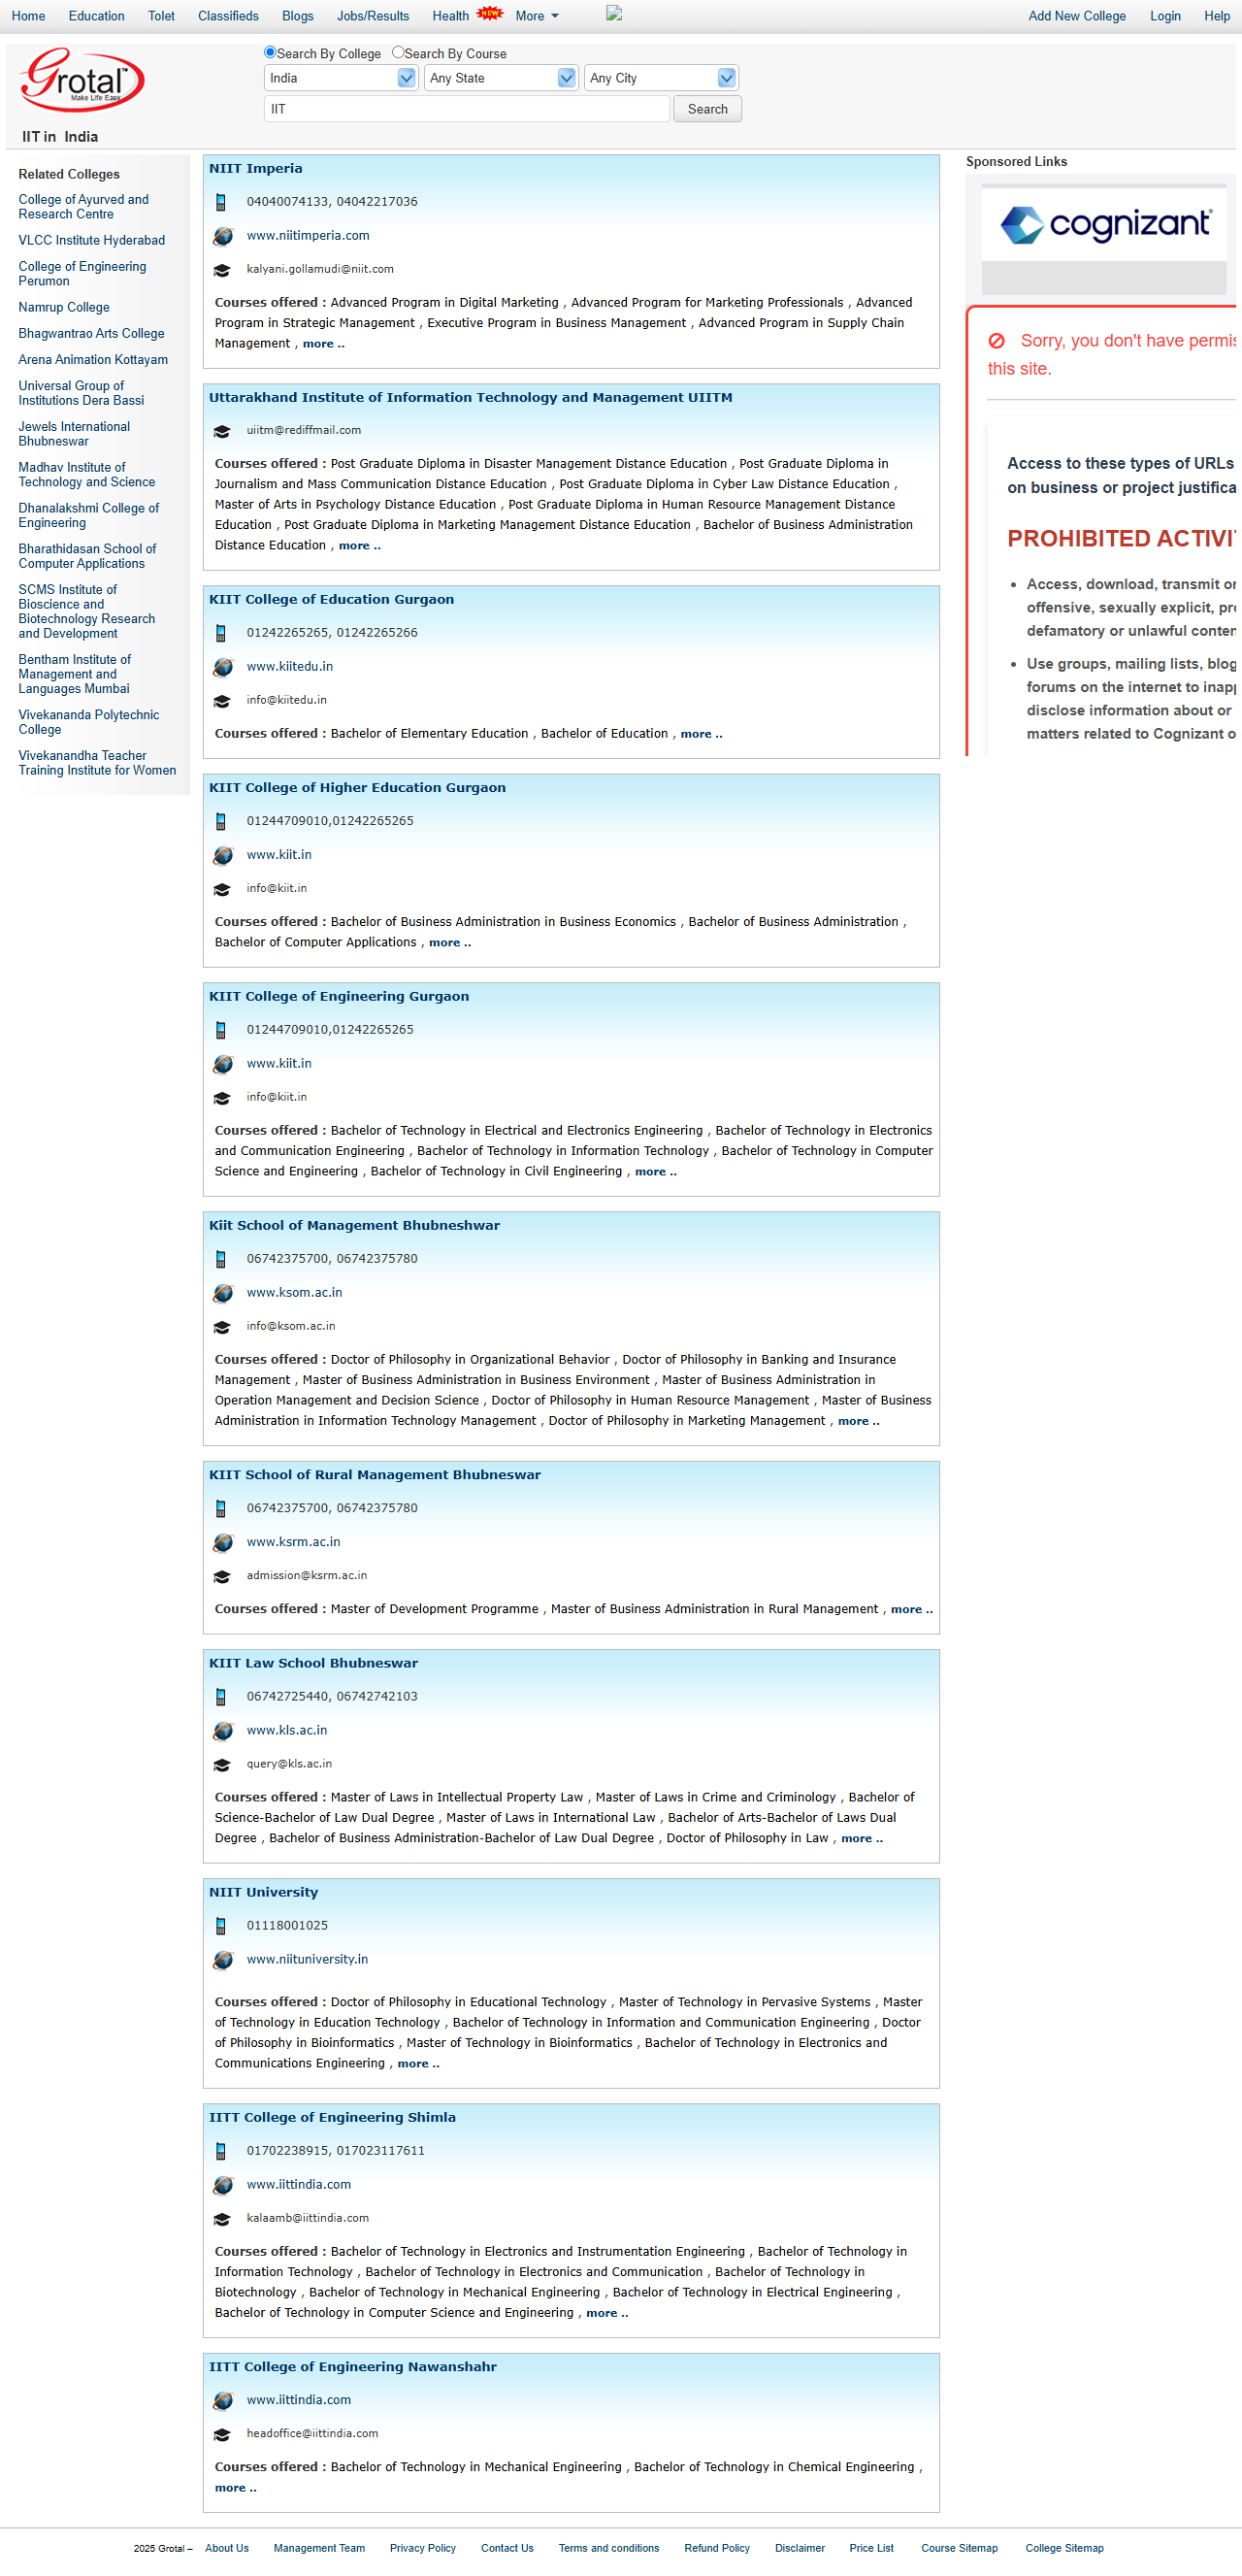 Home Education Tolet Classifieds Blogs Jobs/Results Health NEW More Add New College Login Help
Grotal™
Make Life Easy
Search By College Search By Course
India Any State Any City
IIT Search
IIT in India
Related Colleges
College of Ayurved and
Research Centre
VLCC Institute Hyderabad
College of Engineering
Perumon
Namrup College
Bhagwantrao Arts College
Arena Animation Kottayam
Universal Group of
Institutions Dera Bassi
Jewels International
Bhubneswar
Madhav Institute of
Technology and Science
Dhanalakshmi College of
Engineering
Bharathidasan School of
Computer Applications
SCMS Institute of
Bioscience and
Biotechnology Research
and Development
Bentham Institute of
Management and
Languages Mumbai
Vivekananda Polytechnic
College
Vivekanandha Teacher
Training Institute for Women
NIIT Imperia
04040074133, 04042217036
www.niitimperia.com
kalyani.gollamudi@niit.com
Courses offered : Advanced Program in Digital Marketing , Advanced Program for Marketing Professionals , Advanced
Program in Strategic Management , Executive Program in Business Management , Advanced Program in Supply Chain
Management , more ..
Uttarakhand Institute of Information Technology and Management UIITM
uiitm@rediffmail.com
Courses offered : Post Graduate Diploma in Disaster Management Distance Education , Post Graduate Diploma in
Journalism and Mass Communication Distance Education , Post Graduate Diploma in Cyber Law Distance Education ,
Master of Arts in Psychology Distance Education , Post Graduate Diploma in Human Resource Management Distance
Education , Post Graduate Diploma in Marketing Management Distance Education , Bachelor of Business Administration
Distance Education , more ..
KIIT College of Education Gurgaon
01242265265, 01242265266
www.kiitedu.in
info@kiitedu.in
Courses offered : Bachelor of Elementary Education , Bachelor of Education , more ..
KIIT College of Higher Education Gurgaon
01244709010,01242265265
www.kiit.in
info@kiit.in
Courses offered : Bachelor of Business Administration in Business Economics , Bachelor of Business Administration ,
Bachelor of Computer Applications , more ..
KIIT College of Engineering Gurgaon
01244709010,01242265265
www.kiit.in
info@kiit.in
Courses offered : Bachelor of Technology in Electrical and Electronics Engineering , Bachelor of Technology in Electronics
and Communication Engineering , Bachelor of Technology in Information Technology , Bachelor of Technology in Computer
Science and Engineering , Bachelor of Technology in Civil Engineering , more ..
Kiit School of Management Bhubneshwar
06742375700, 06742375780
www.ksom.ac.in
info@ksom.ac.in
Courses offered : Doctor of Philosophy in Organizational Behavior , Doctor of Philosophy in Banking and Insurance
Management , Master of Business Administration in Business Environment , Master of Business Administration in
Operation Management and Decision Science , Doctor of Philosophy in Human Resource Management , Master of Business
Administration in Information Technology Management , Doctor of Philosophy in Marketing Management , more ..
KIIT School of Rural Management Bhubneswar
06742375700, 06742375780
www.ksrm.ac.in
admission@ksrm.ac.in
Courses offered : Master of Development Programme , Master of Business Administration in Rural Management , more ..
KIIT Law School Bhubneswar
06742725440, 06742742103
www.kls.ac.in
query@kls.ac.in
Courses offered : Master of Laws in Intellectual Property Law , Master of Laws in Crime and Criminology , Bachelor of
Science-Bachelor of Law Dual Degree , Master of Laws in International Law , Bachelor of Arts-Bachelor of Laws Dual
Degree , Bachelor of Business Administration-Bachelor of Law Dual Degree , Doctor of Philosophy in Law , more ..
NIIT University
01118001025
www.niituniversity.in
Courses offered : Doctor of Philosophy in Educational Technology , Master of Technology in Pervasive Systems , Master
of Technology in Education Technology , Bachelor of Technology in Information and Communication Engineering , Doctor
of Philosophy in Bioinformatics , Master of Technology in Bioinformatics , Bachelor of Technology in Electronics and
Communications Engineering , more ..
IITT College of Engineering Shimla
01702238915, 017023117611
www.iittindia.com
kalaamb@iittindia.com
Courses offered : Bachelor of Technology in Electronics and Instrumentation Engineering , Bachelor of Technology in
Information Technology , Bachelor of Technology in Electronics and Communication , Bachelor of Technology in
Biotechnology , Bachelor of Technology in Mechanical Engineering , Bachelor of Technology in Electrical Engineering ,
Bachelor of Technology in Computer Science and Engineering , more ..
IITT College of Engineering Nawanshahr
www.iittindia.com
headoffice@iittindia.com
Courses offered : Bachelor of Technology in Mechanical Engineering , Bachelor of Technology in Chemical Engineering ,
more ..
Sponsored Links
cognizant®
Sorry, you don't have permis
this site.
Access to these types of URLs
on business or project justifica
PROHIBITED ACTIVI
Access, download, transmit or
offensive, sexually explicit, pro
defamatory or unlawful conten
Use groups, mailing lists, blog
forums on the internet to inapp
disclose information about or
matters related to Cognizant o
2025 Grotal – About Us Management Team Privacy Policy Contact Us Terms and conditions Refund Policy Disclaimer Price List Course Sitemap College Sitemap